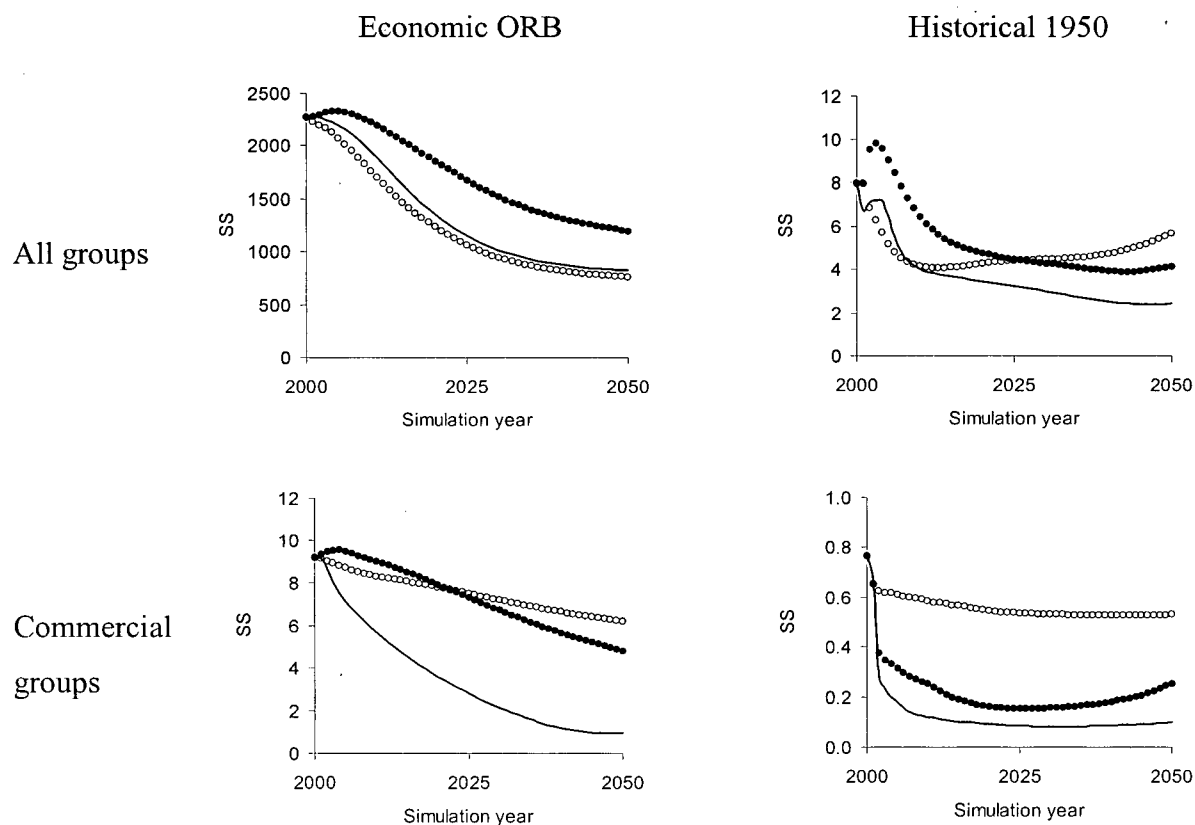 Economic ORB
Historical 1950
All groups
SS
2500
2000
1500
1000
500
0
2000
2025
2050
Simulation year
SS
12
10
8
6
4
2
0
2000
2025
2050
Simulation year
Commercial
groups
SS
12
10
8
6
4
2
0
2000
2025
2050
Simulation year
SS
1.0
0.8
0.6
0.4
0.2
0.0
2000
2025
2050
Simulation year